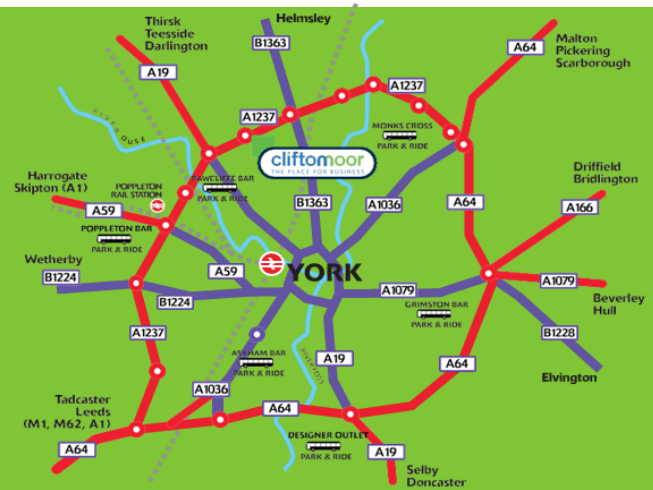 Thirsk
Teesside
Darlington
Helmsley
Malton
Pickering
Scarborough
B1363
A64
A19
A1237
A1237
RIVER OUSE
MONKS CROSS
PARK & RIDE
cliftonmoor
THE PLACE FOR BUSINESS
Driffield
Bridlington
Harrogate
Skipton (A1)
POPPLETON
RAIL STATION
RAWCLIFFE BAR
PARK & RIDE
B1363
A1036
A64
A166
A59
POPPLETON BAR
PARK & RIDE
Wetherby
A59
YORK
B1224
B1224
A1079
A1079
GRIMSTON BAR
PARK & RIDE
Beverley
Hull
A1237
B1228
ASKHAM BAR
PARK & RIDE
A19
A64
Elvington
A1036
Tadcaster
Leeds
(M1, M62, A1)
A64
A64
DESIGNER OUTLET
PARK & RIDE
A19
Selby
Doncaster